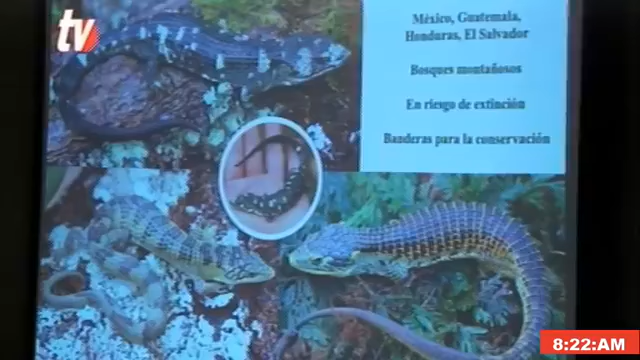 tv
México, Guatemala,
Honduras, El Salvador
Bosques montañosos
En riesgo de extinción
Banderas para la conservación
8:22:AM